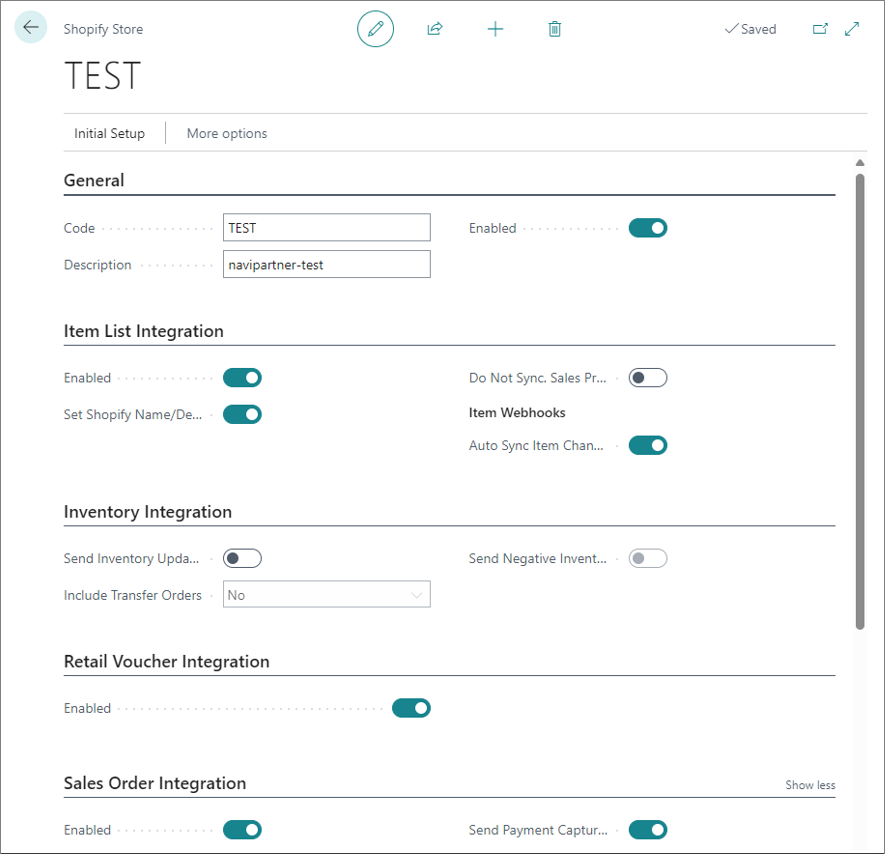 Shopify Store
Saved
TEST
Initial Setup
More options
General
Code
TEST
Enabled
Description
navipartner-test
Item List Integration
Enabled
Do Not Sync. Sales Pr...
Set Shopify Name/De...
Item Webhooks
Auto Sync Item Chan...
Inventory Integration
Send Inventory Upda...
Send Negative Invent...
Include Transfer Orders
No
Retail Voucher Integration
Enabled
Sales Order Integration
Show less
Enabled
Send Payment Captur...